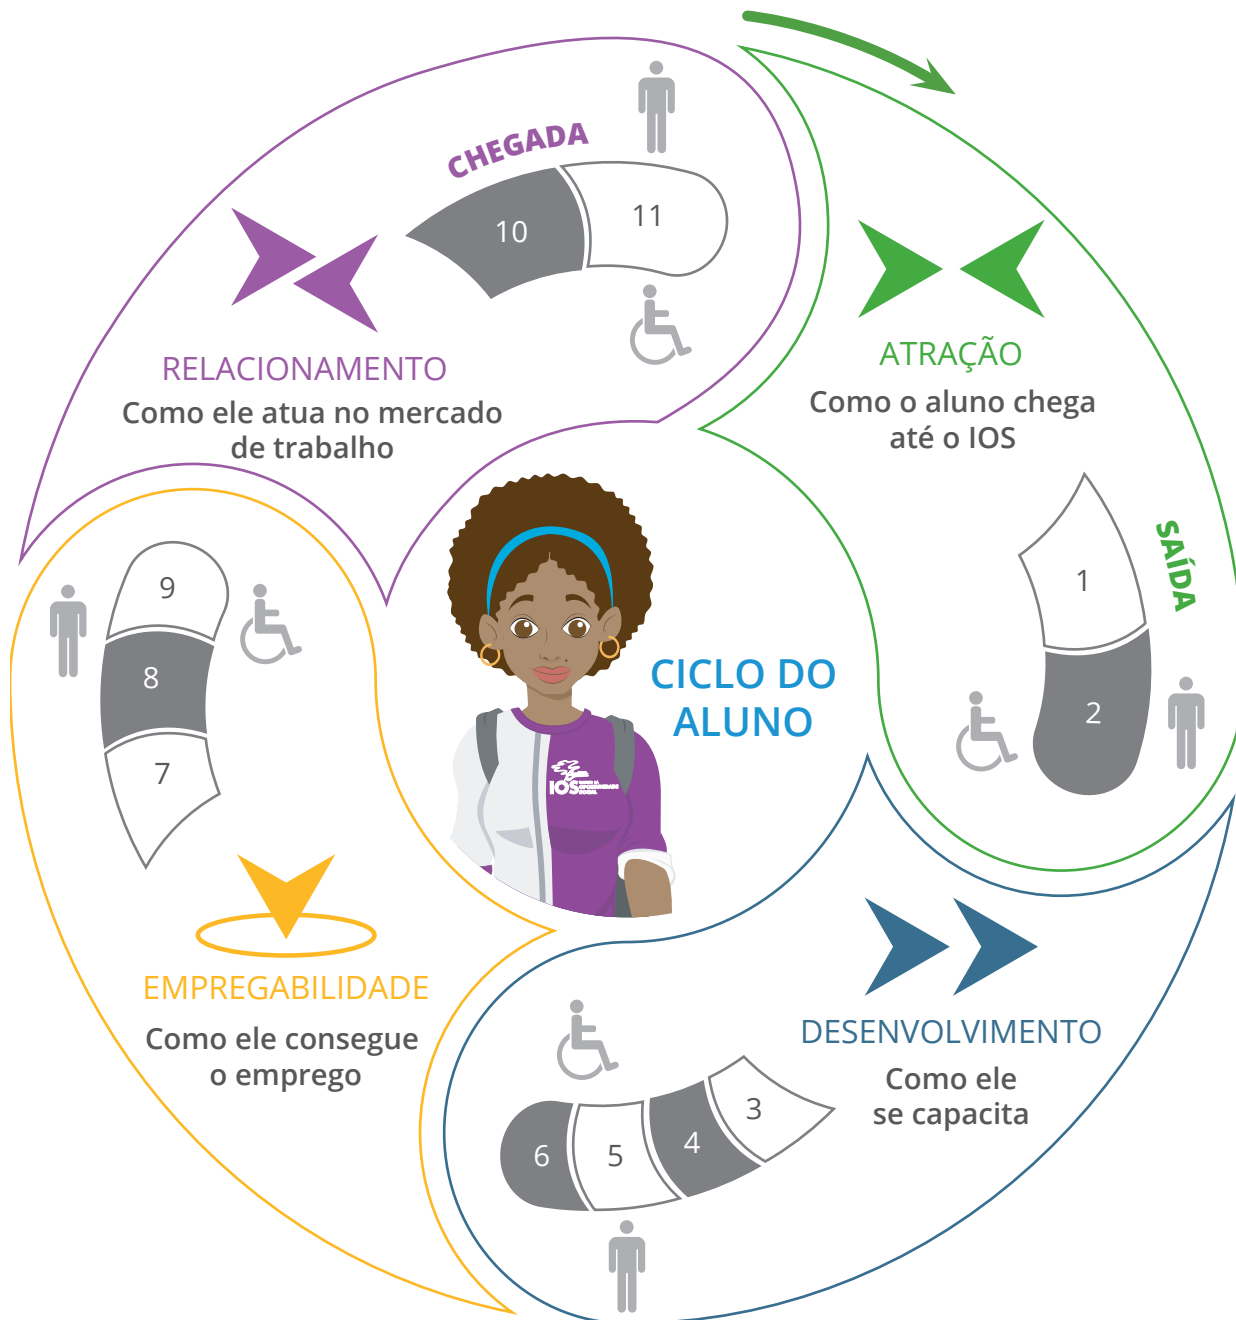 CICLO DO
ALUNO
IOS
ATRAÇÃO
Como o aluno chega
até o IOS
SAÍDA
1
2
DESENVOLVIMENTO
Como ele
se capacita
3
4
5
6
EMPREGABILIDADE
Como ele consegue
o emprego
7
8
9
RELACIONAMENTO
Como ele atua no mercado
de trabalho
CHEGADA
10
11